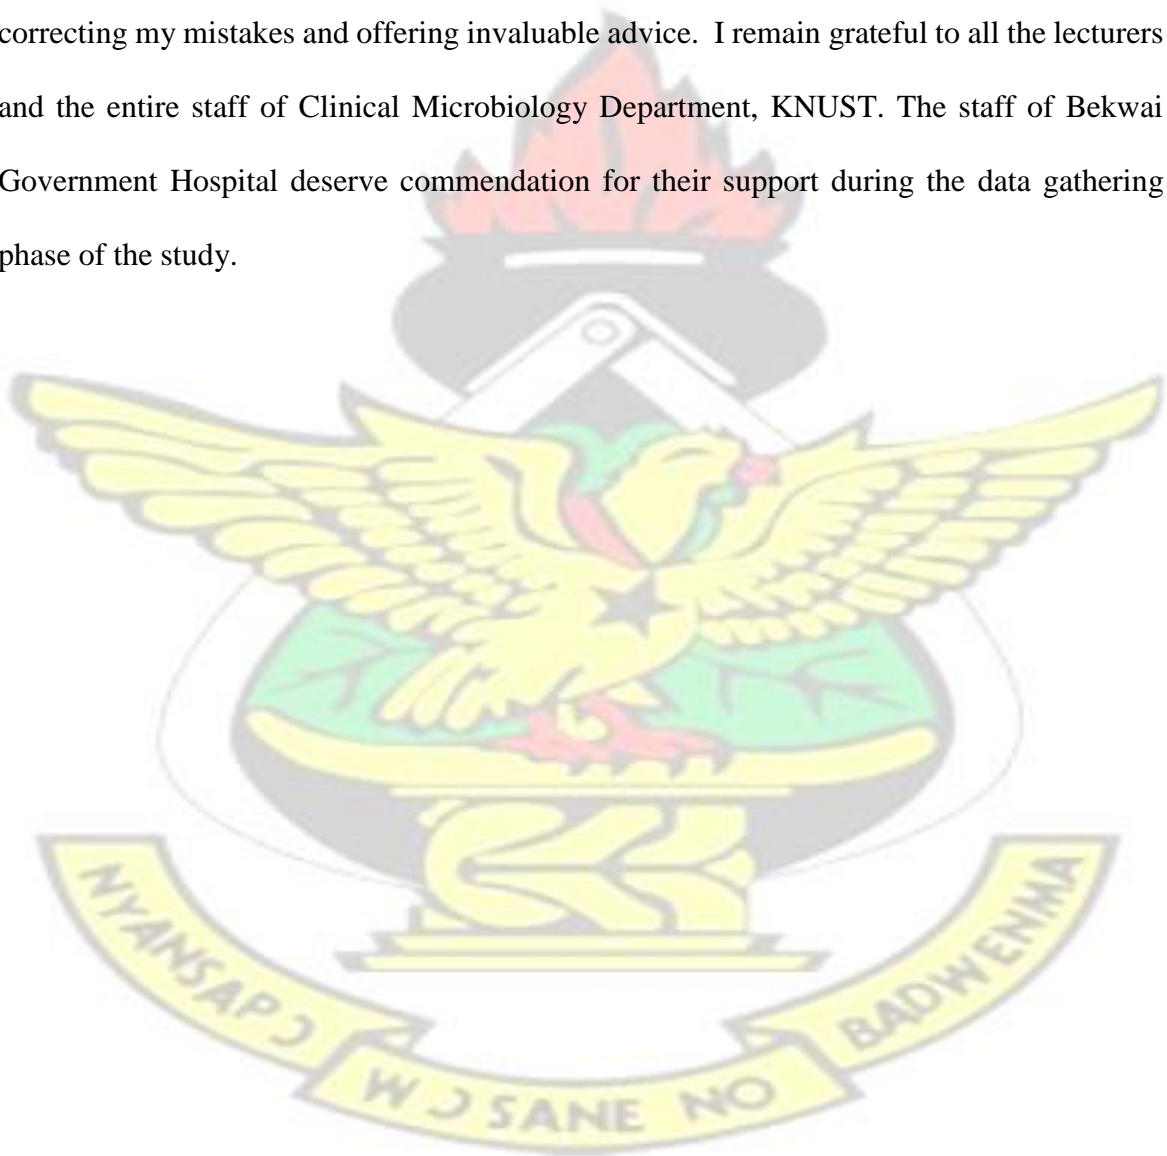 correcting my mistakes and offering invaluable advice.  I remain grateful to all the lecturers
and the entire staff of Clinical Microbiology Department, KNUST. The staff of Bekwai
Government Hospital deserve commendation for their support during the data gathering
phase of the study.
NYANSAPƆ
WƆSANE NO
BADWENMA